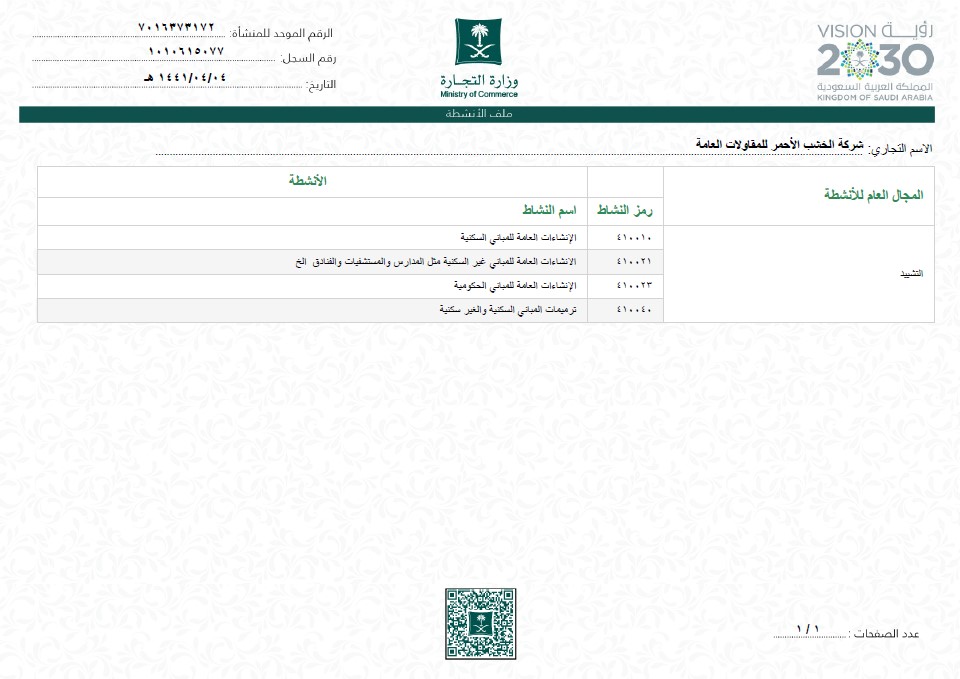 رؤيــة VISION
2030
المملكة العربية السعودية
KINGDOM OF SAUDI ARABIA
وزارة التجارة
Ministry of Commerce
الرقم الموحد للمنشأة: ٧٠١٦٣٧٣١٧٢
رقم السجل: ١٠١٠٦١٥٠٧٧
التاريخ: ١٤٤١/٠٤/٠٤ هـ
ملف الأنشطة
الاسم التجاري: شركة الخشب الأحمر للمقاولات العامة
المجال العام للأنشطة
الأنشطة
رمز النشاط اسم النشاط
التشييد
٤١٠٠١٠ الإنشاءات العامة للمباني السكنية
٤١٠٠٢١ الانشاءات العامة للمباني غير السكنية مثل المدارس والمستشفيات والفنادق الخ
٤١٠٠٢٣ الإنشاءات العامة للمباني الحكومية
٤١٠٠٤٠ ترميمات المباني السكنية والغير سكنية
عدد الصفحات : ١ / ١